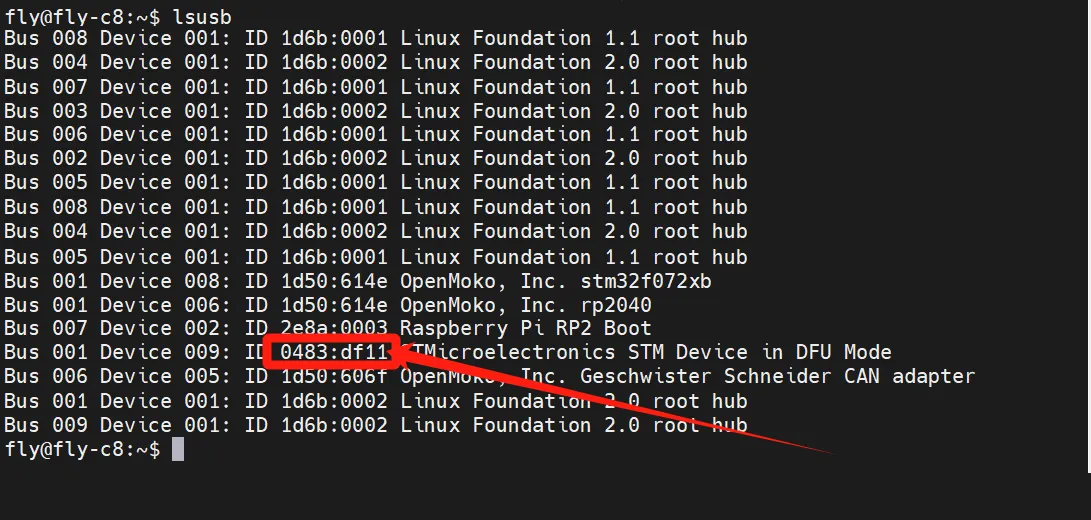 fly@fly-c8:~$ lsusb
Bus 008 Device 001: ID 1d6b:0001 Linux Foundation 1.1 root hub
Bus 004 Device 001: ID 1d6b:0002 Linux Foundation 2.0 root hub
Bus 007 Device 001: ID 1d6b:0001 Linux Foundation 1.1 root hub
Bus 003 Device 001: ID 1d6b:0002 Linux Foundation 2.0 root hub
Bus 006 Device 001: ID 1d6b:0001 Linux Foundation 1.1 root hub
Bus 002 Device 001: ID 1d6b:0002 Linux Foundation 2.0 root hub
Bus 005 Device 001: ID 1d6b:0001 Linux Foundation 1.1 root hub
Bus 008 Device 001: ID 1d6b:0001 Linux Foundation 1.1 root hub
Bus 004 Device 001: ID 1d6b:0002 Linux Foundation 2.0 root hub
Bus 005 Device 001: ID 1d6b:0001 Linux Foundation 1.1 root hub
Bus 001 Device 008: ID 1d50:614e OpenMoko, Inc. stm32f072xb
Bus 001 Device 006: ID 1d50:614e OpenMoko, Inc. rp2040
Bus 007 Device 002: ID 2e8a:0003 Raspberry Pi RP2 Boot
Bus 001 Device 009: ID 0483:df11 STMicroelectronics STM Device in DFU Mode
Bus 006 Device 005: ID 1d50:606f OpenMoko, Inc. Geschwister Schneider CAN adapter
Bus 001 Device 001: ID 1d6b:0002 Linux Foundation 2.0 root hub
Bus 009 Device 001: ID 1d6b:0002 Linux Foundation 2.0 root hub
fly@fly-c8:~$